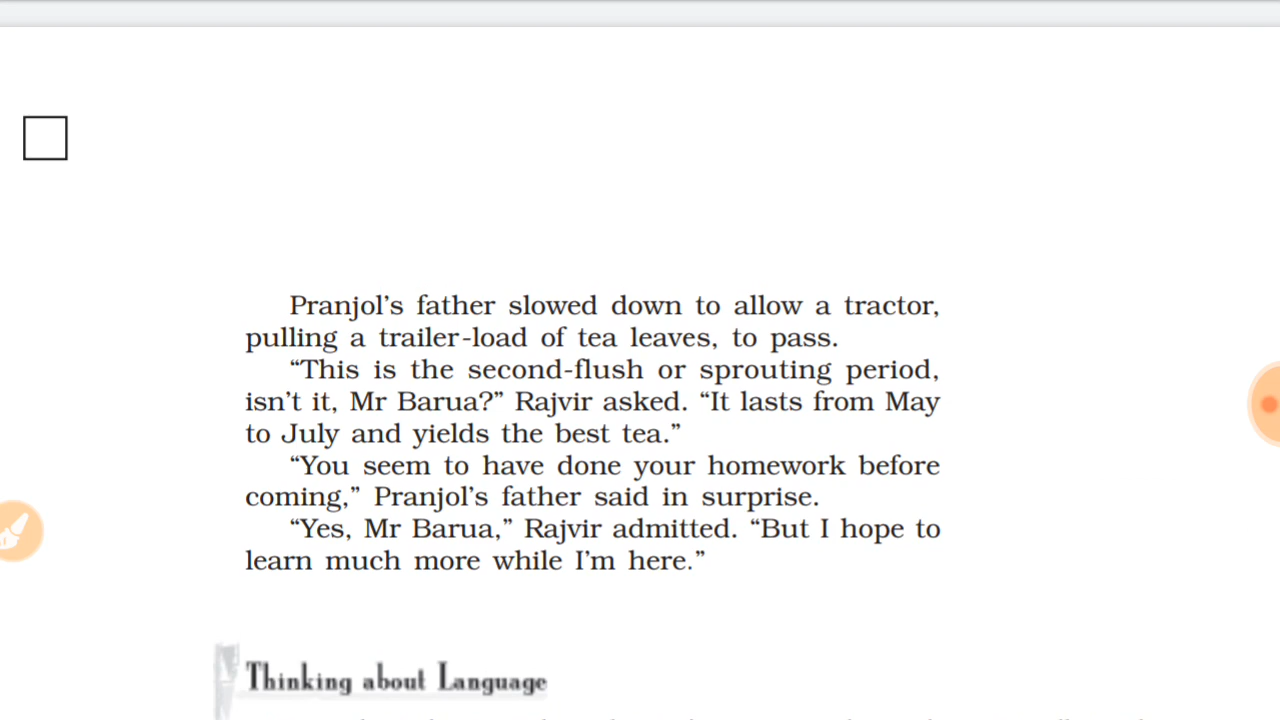 Pranjol’s father slowed down to allow a tractor,
pulling a trailer-load of tea leaves, to pass.
“This is the second-flush or sprouting period,
isn’t it, Mr Barua?” Rajvir asked. “It lasts from May
to July and yields the best tea.”
“You seem to have done your homework before
coming,” Pranjol’s father said in surprise.
“Yes, Mr Barua,” Rajvir admitted. “But I hope to
learn much more while I’m here.”
Thinking about Language